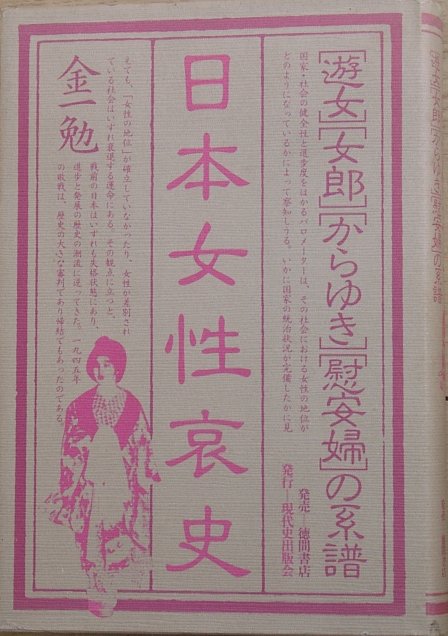 ［遊女］［女郎］［からゆき］［慰安婦］の系譜
国家・社会の健全性と進歩度をはかるバロメーターは、その社会における女性の地位が
どのようになっているかによって察知しうる。いかに国家の統治状況が完備したかに見
発売 徳間書店
発行―現代史出版会
日本女性哀史
えても、「女性の地位」が確立していなかったり、女性が差別され
ている社会はいずれ衰退する運命にある。その観点に立つと、
戦前の日本はいずれも失格状態にあり、
進歩と発展の歴史の潮流に逆ってきた。一九四五年
の敗戦は、歴史の大きな審判であり帰結でもあったのである。
金一勉